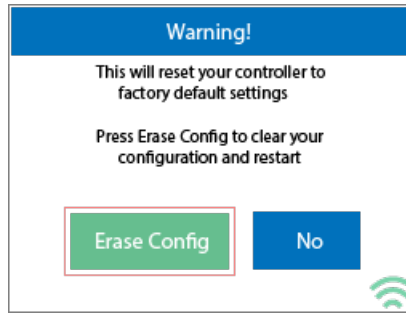 Warning!
This will reset your controller to
factory default settings
Press Erase Config to clear your
configuration and restart
Erase Config
No